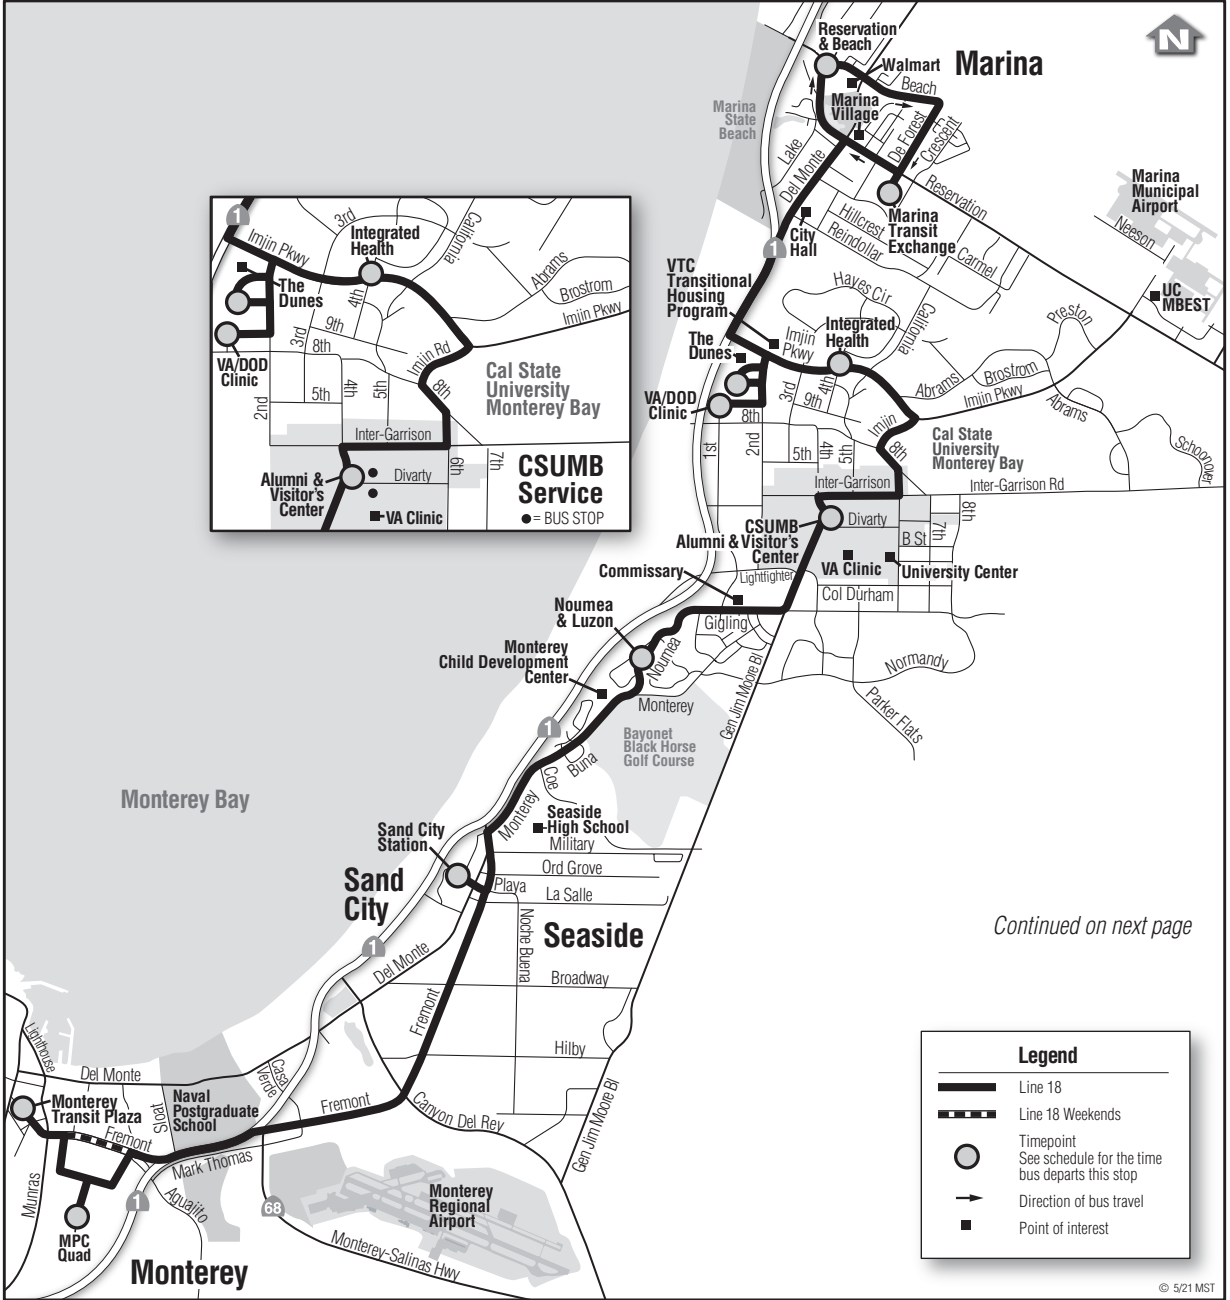 Reservation
& Beach
Walmart
Marina
N
Beach
Marina
Village
Marina
State
Beach
De Forest
Crescent
Lake
Del Monte
Reservation
Marina
Municipal
Airport
Neeson
Marina
Transit
Exchange
City
Hall
Hillcrest
Reindollar
Carmel
1
UC
MBEST
VTC
Transitional
Housing
Program
Hayes Cir
California
Preston
Integrated
Health
Imjin
Pkwy
The
Dunes
VA/DOD
Clinic
3rd
4th
9th
8th
Imjin
8th
Abrams
Brostrom
Imjin Pkwy
Abrams
Schoonover
Cal State
University
Monterey Bay
1st
2nd
5th
4th
5th
Inter-Garrison
Inter-Garrison Rd
CSUMB
Alumni & Visitor's
Center
Divarty
7th
8th
B St
VA Clinic
University Center
Lightfighter
Col Durham
Commissary
Gigling
Noumea
& Luzon
Noumea
Monterey
Child Development
Center
Monterey
Gen Jim Moore Bl
Normandy
Parker Flats
1
Bayonet
Black Horse
Golf Course
Buna
Coe
Monterey
1
3rd
Integrated
Health
California
Imjin Pkwy
The
Dunes
4th
Abrams
Brostrom
Imjin Pkwy
9th
3rd
8th
Imjin Rd
VA/DOD
Clinic
8th
4th
5th
5th
2nd
Cal State
University
Monterey Bay
Inter-Garrison
6th
7th
Alumni &
Visitor's
Center
Divarty
CSUMB
Service
VA Clinic
= BUS STOP
Monterey Bay
Seaside
High School
Military
Sand City
Station
Ord Grove
Playa
La Salle
Sand
City
Noche Buena
Seaside
1
Del Monte
Broadway
Fremont
Hilby
Continued on next page
Lighthouse
Del Monte
Casa
Verde
Monterey
Transit Plaza
Sloat
Naval
Postgraduate
School
Fremont
Fremont
Canyon Del Rey
Gen Jim Moore Bl
Mark Thomas
Munras
1
Aguajito
68
Monterey
Regional
Airport
MPC
Quad
Monterey-Salinas Hwy
Monterey
Legend
Line 18
Line 18 Weekends
Timepoint
See schedule for the time
bus departs this stop
Direction of bus travel
Point of interest
© 5/21 MST